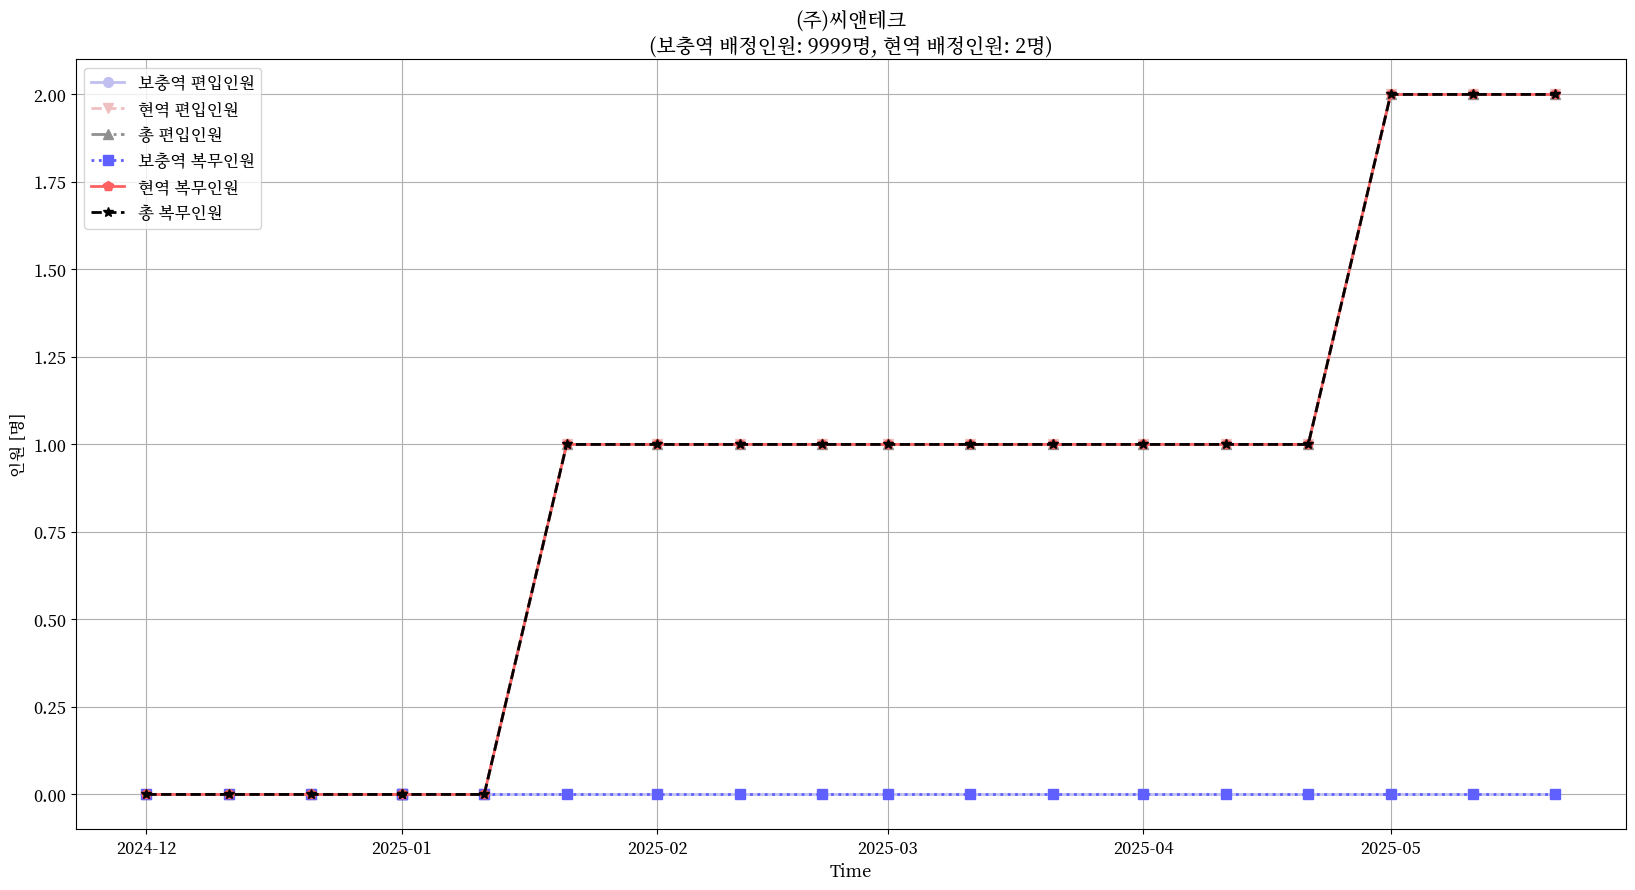 (주)씨앤테크
(보충역 배정인원: 9999명, 현역 배정인원: 2명)
보충역 편입인원
현역 편입인원
총 편입인원
보충역 복무인원
현역 복무인원
총 복무인원
인원 [명]
2.00
1.75
1.50
1.25
1.00
0.75
0.50
0.25
0.00
2024-12 2025-01 2025-02 2025-03 2025-04 2025-05
Time